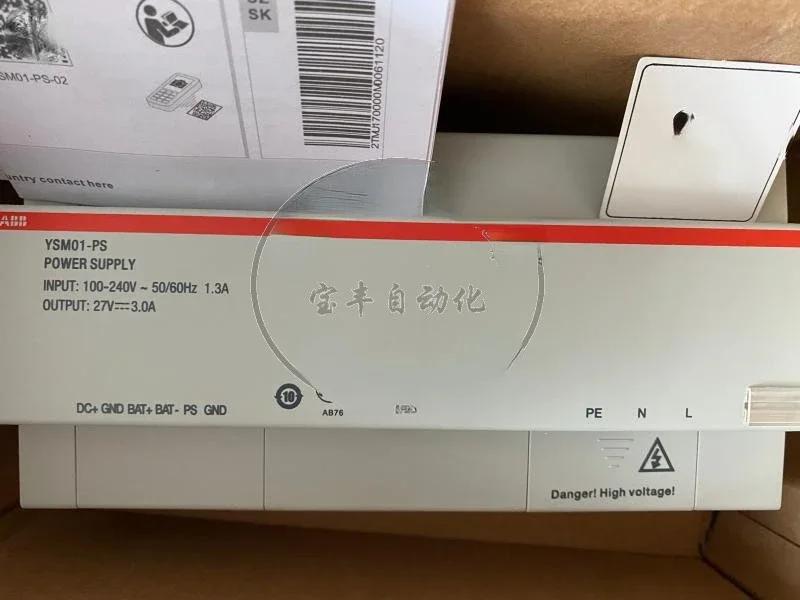 SK
SM01-PS-02
2TMJ170000M0061120
untry contact here
ABB
YSM01-PS
POWER SUPPLY
INPUT: 100-240V ~ 50/60Hz 1.3A
OUTPUT: 27V⎓3.0A
宝丰自动化
DC+ GND BAT+ BAT- PS GND
10
AB76
PE N L
Danger! High voltage!